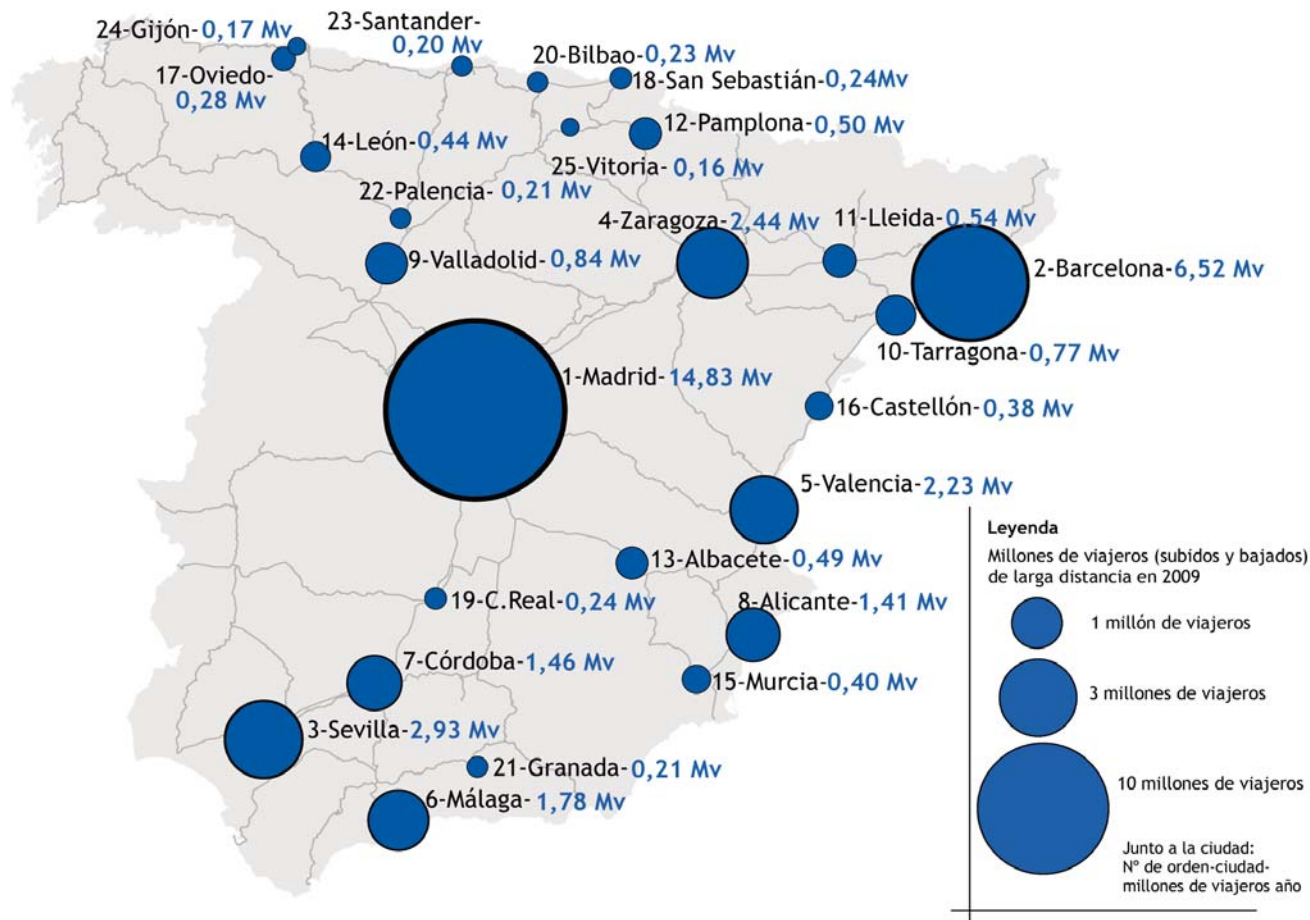 24-Gijón-0,17 Mv
23-Santander-
0,20 Mv
20-Bilbao-0,23 Mv
17-Oviedo-
0,28 Mv
18-San Sebastián-0,24Mv
14-León-0,44 Mv
12-Pamplona-0,50 Mv
25-Vitoria- 0,16 Mv
22-Palencia- 0,21 Mv
4-Zaragoza-2,44 Mv
11-Lleida-0,54 Mv
9-Valladolid-0,84 Mv
2-Barcelona-6,52 Mv
10-Tarragona-0,77 Mv
1-Madrid-14,83 Mv
16-Castellón-0,38 Mv
5-Valencia-2,23 Mv
13-Albacete-0,49 Mv
19-C.Real-0,24 Mv
8-Alicante-1,41 Mv
7-Córdoba-1,46 Mv
15-Murcia-0,40 Mv
3-Sevilla-2,93 Mv
21-Granada-0,21 Mv
6-Málaga-1,78 Mv
Leyenda
Millones de viajeros (subidos y bajados)
de larga distancia en 2009
1 millón de viajeros
3 millones de viajeros
10 millones de viajeros
Junto a la ciudad:
Nº de orden-ciudad-
millones de viajeros año